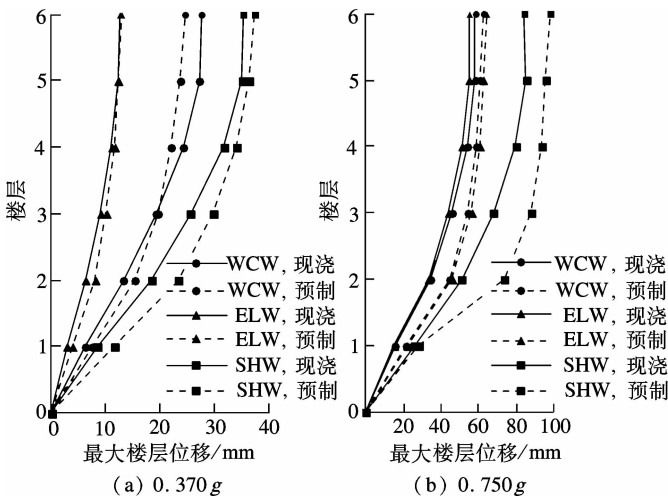 6
5
4
3
2
1
0
楼层
WCW, 现浇
WCW, 预制
ELW, 现浇
ELW, 预制
SHW, 现浇
SHW, 预制
0 10 20 30 40
最大楼层位移/mm
(a) 0.370g
6
5
4
3
2
1
0
楼层
WCW, 现浇
WCW, 预制
ELW, 现浇
ELW, 预制
SHW, 现浇
SHW, 预制
20 40 60 80 100
最大楼层位移/mm
(b) 0.750g